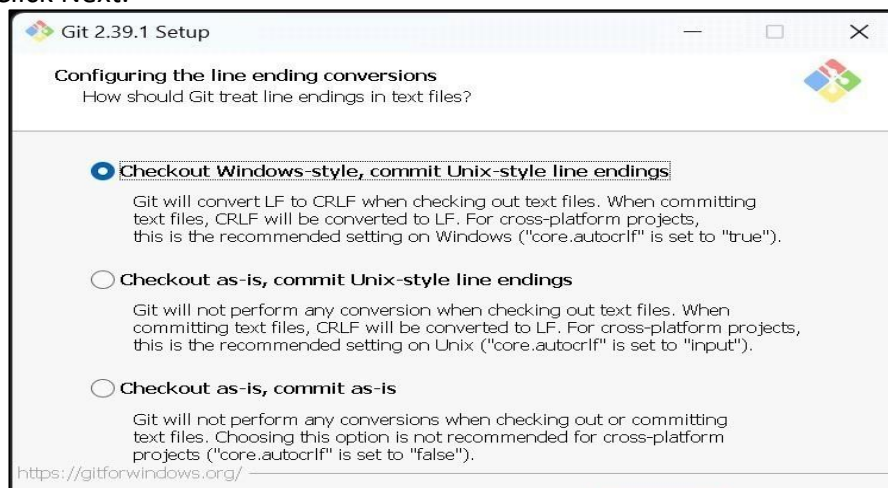 Click Next.
Git 2.39.1 Setup
Configuring the line ending conversions
How should Git treat line endings in text files?
Checkout Windows-style, commit Unix-style line endings
Git will convert LF to CRLF when checking out text files. When committing
text files, CRLF will be converted to LF. For cross-platform projects,
this is the recommended setting on Windows ("core.autocrlf" is set to "true").
Checkout as-is, commit Unix-style line endings
Git will not perform any conversion when checking out text files. When
committing text files, CRLF will be converted to LF. For cross-platform projects,
this is the recommended setting on Unix ("core.autocrlf" is set to "input").
Checkout as-is, commit as-is
Git will not perform any conversions when checking out or committing
text files. Choosing this option is not recommended for cross-platform
projects ("core.autocrlf" is set to "false").
https://gitforwindows.org/